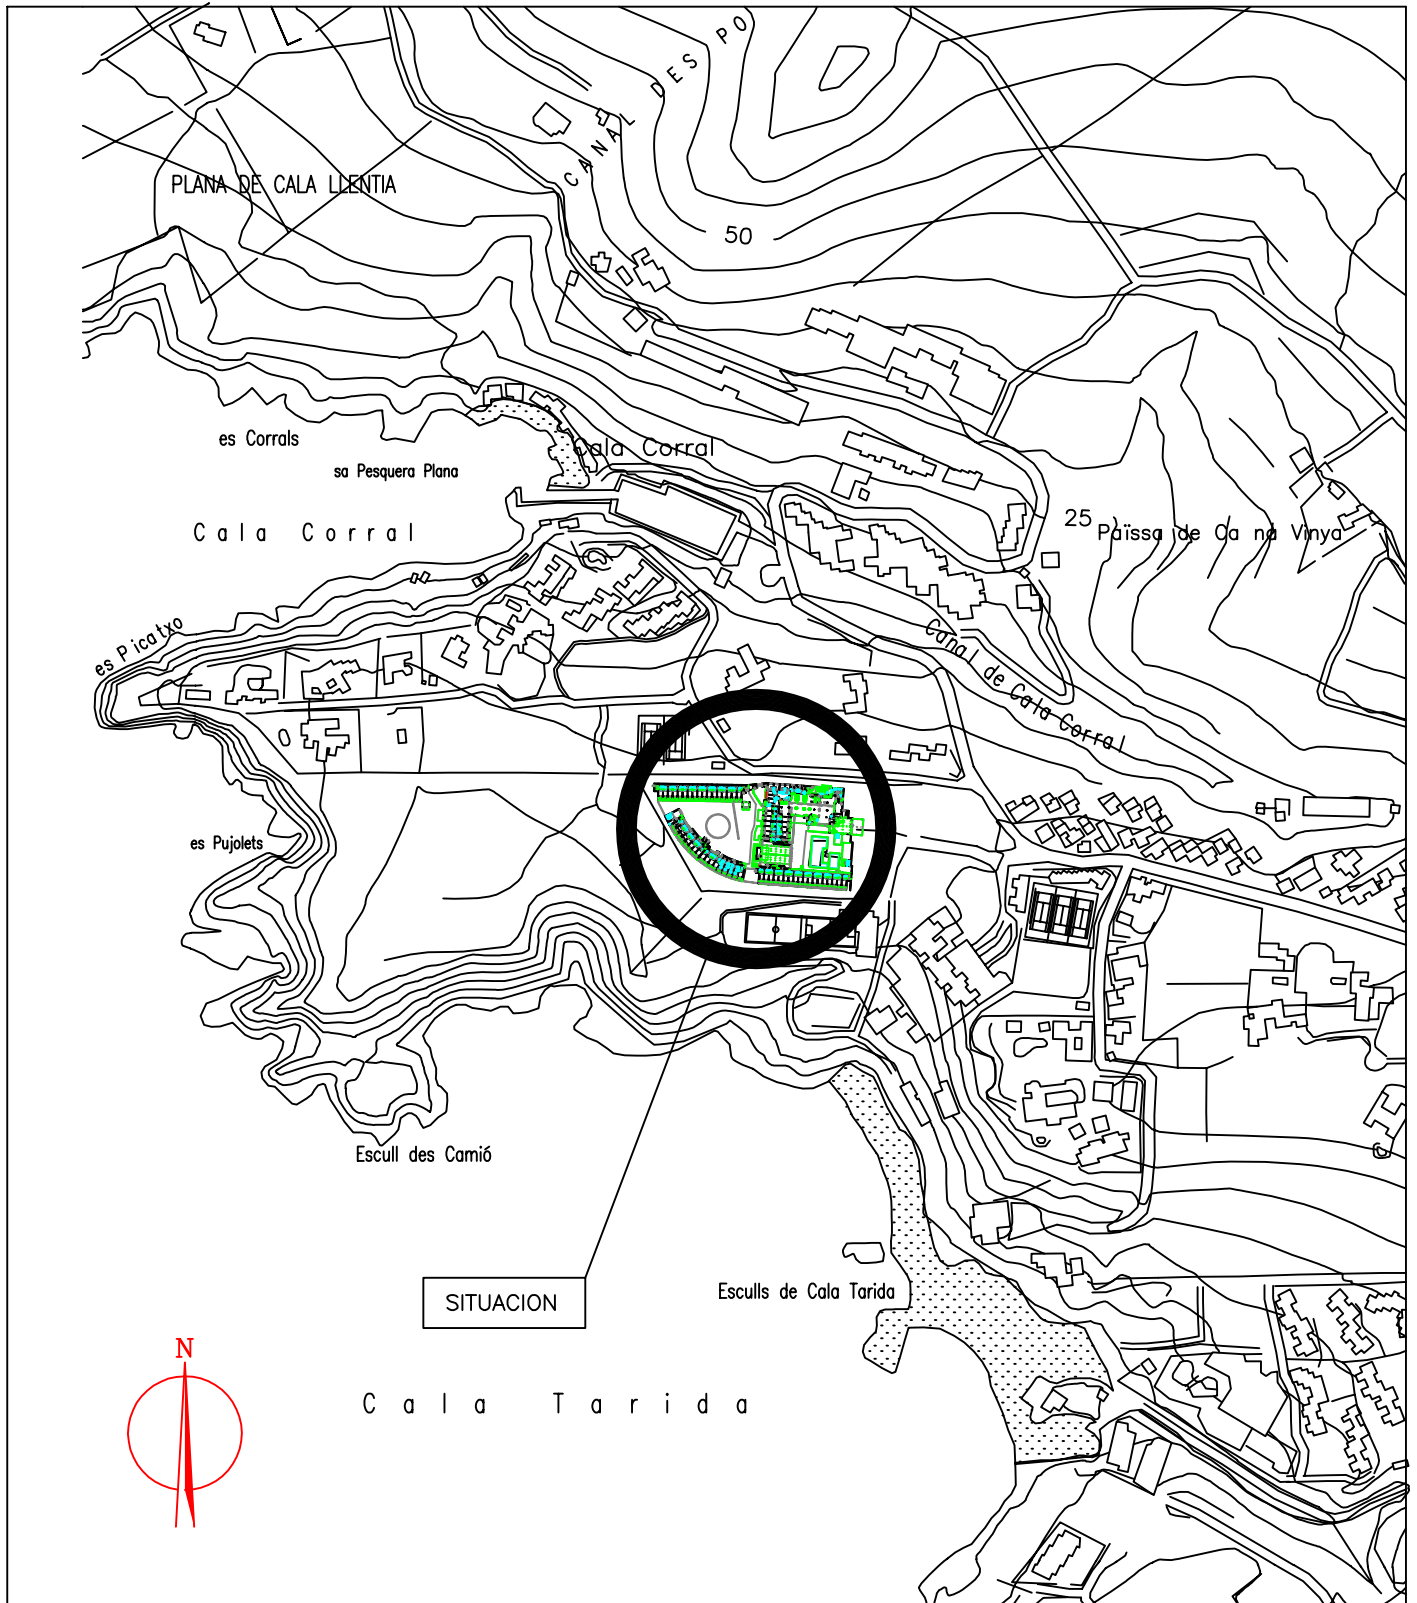 CANAL DES PO
PLANA DE CALA LLENTIA
50
es Corrals
Cala Corral
sa Pesquera Plana
25
Païssa de Ca na Vinya
Cala Corral
es Picatxo
Canal de Cala Corral
es Pujolets
Escull des Camió
Esculls de Cala Tarida
SITUACION
N
Cala Tarida